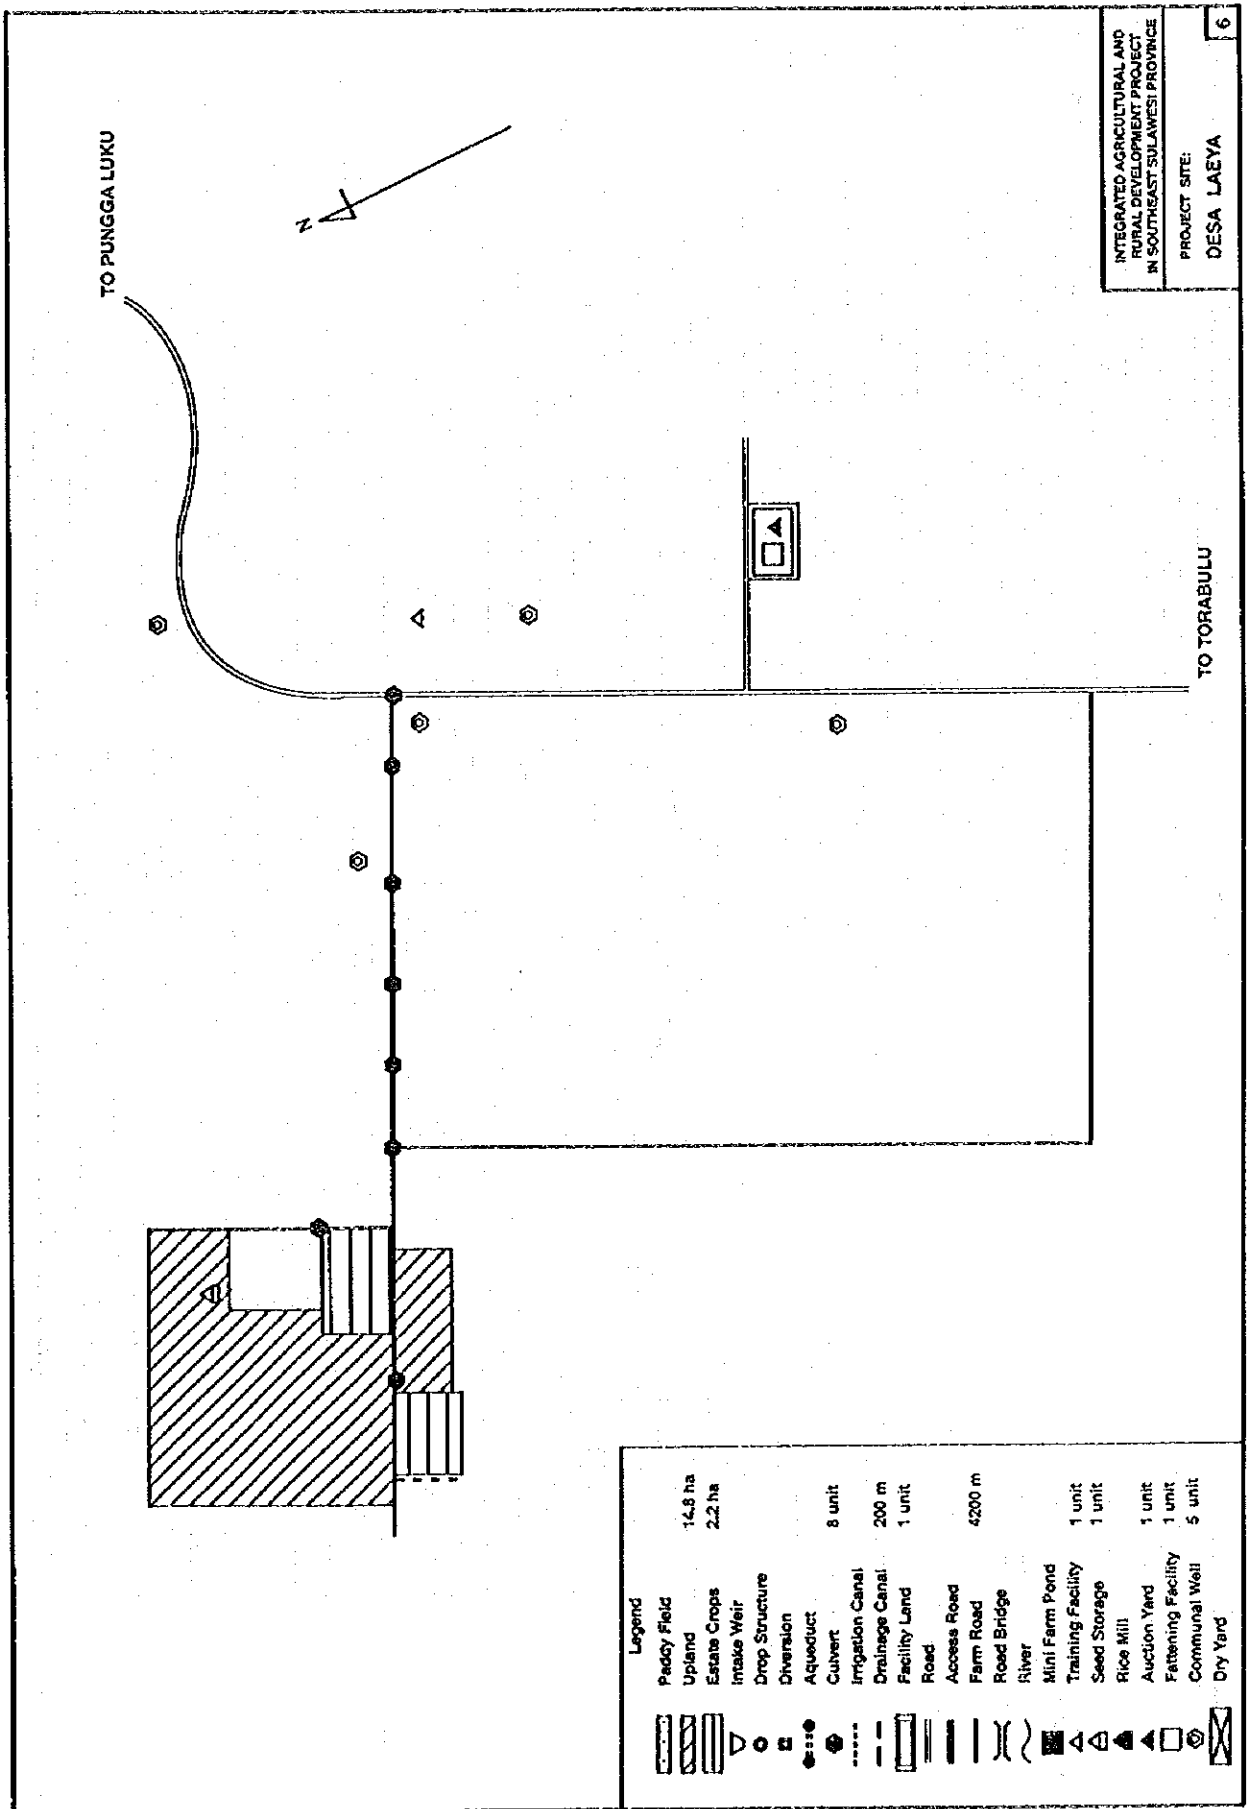 TO PUNGGA LUKU
N
TO TORABULU
Legend
Paddy Field
Upland 14.8 ha
Estate Crops 2.2 ha
Intake Weir
Drop Structure
Diversion
Aqueduct
Culvert 8 unit
Irrigation Canal
Drainage Canal 200 m
Facility Land 1 unit
Road
Access Road
Farm Road 4200 m
Road Bridge
River
Mini Farm Pond
Training Facility 1 unit
Seed Storage 1 unit
Rice Mill
Auction Yard 1 unit
Fattening Facility 1 unit
Communal Well 5 unit
Dry Yard
INTEGRATED AGRICULTURAL AND
RURAL DEVELOPMENT PROJECT
IN SOUTHEAST SULAWESI PROVINCE
PROJECT SITE:
DESA LAEYA
6